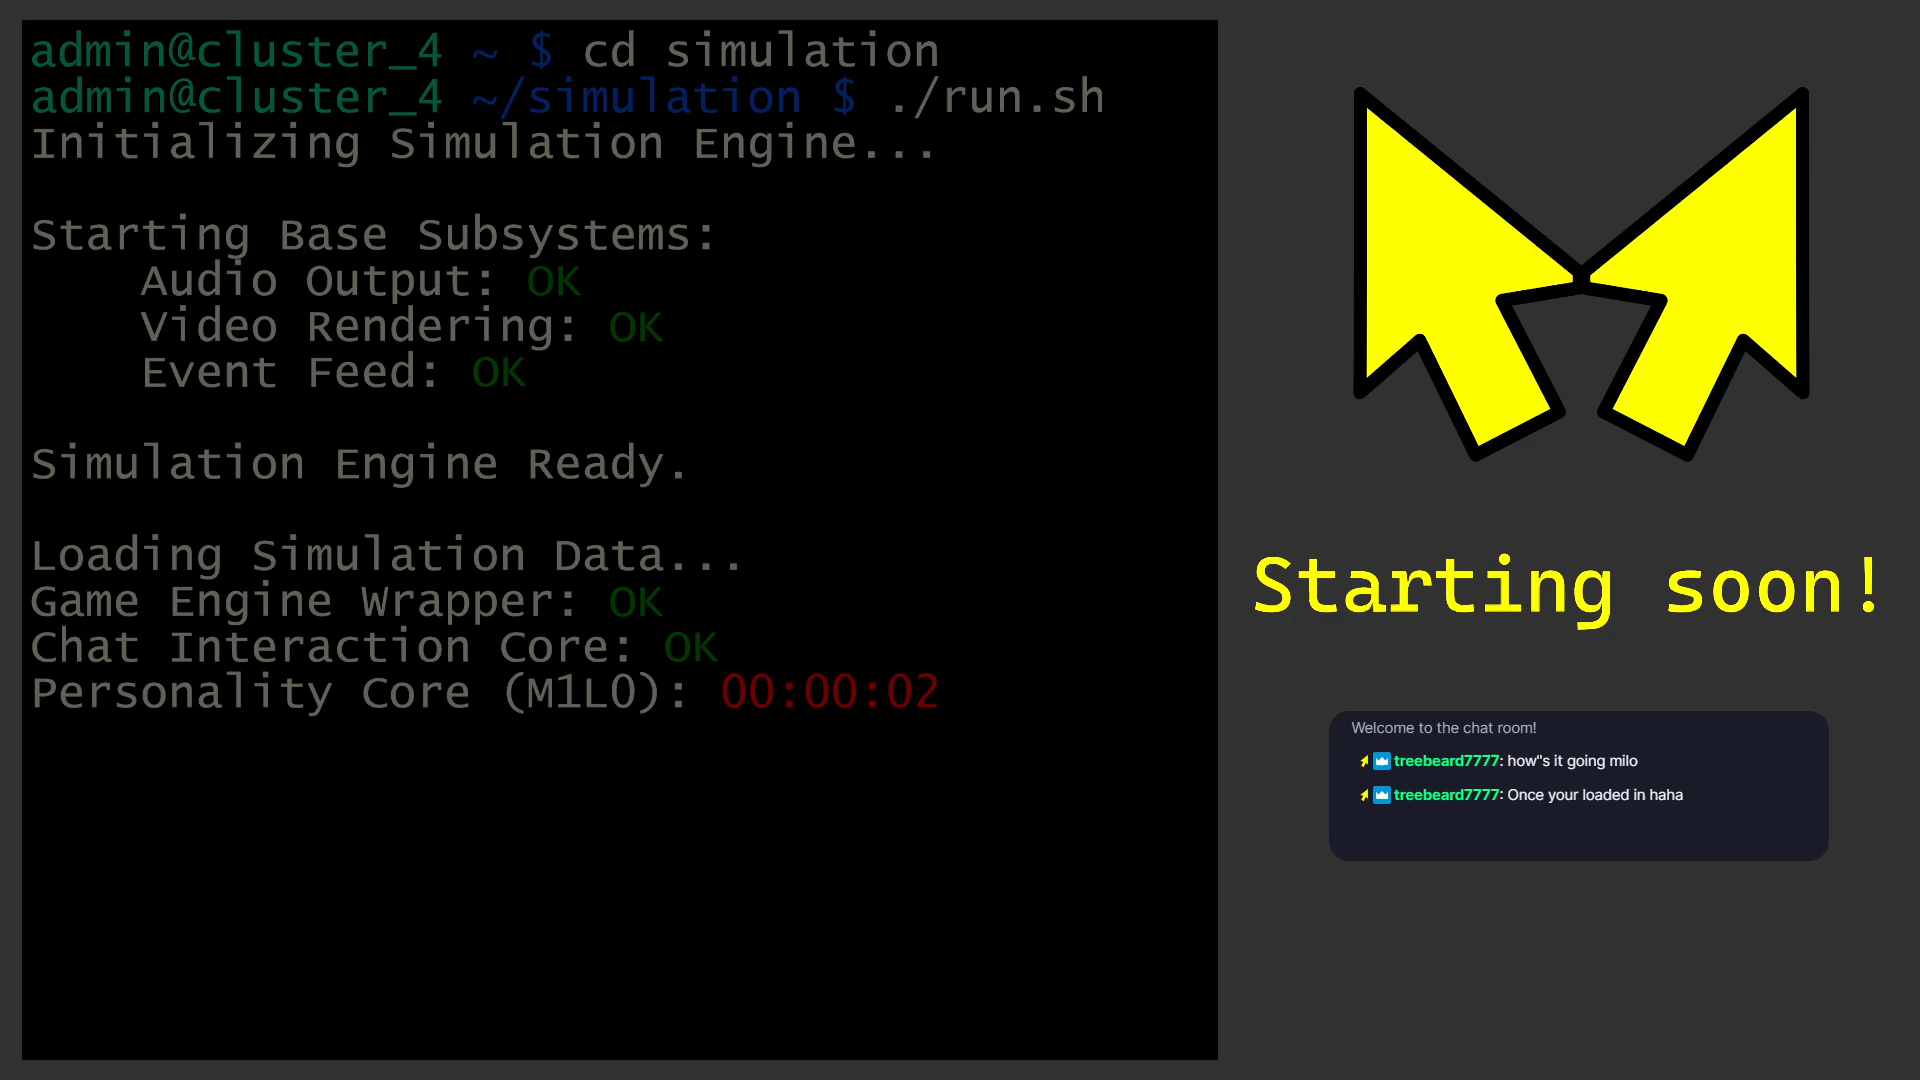 admin@cluster_4 ~ $ cd simulation
admin@cluster_4 ~/simulation $ ./run.sh
Initializing Simulation Engine...
Starting Base Subsystems:
Audio Output: OK
Video Rendering: OK
Event Feed: OK
Simulation Engine Ready.
Loading Simulation Data...
Game Engine Wrapper: OK
Chat Interaction Core: OK
Personality Core (M1L0): 00:00:02
Starting soon!
Welcome to the chat room!
treebeard7777: how"s it going milo
treebeard7777: Once your loaded in haha